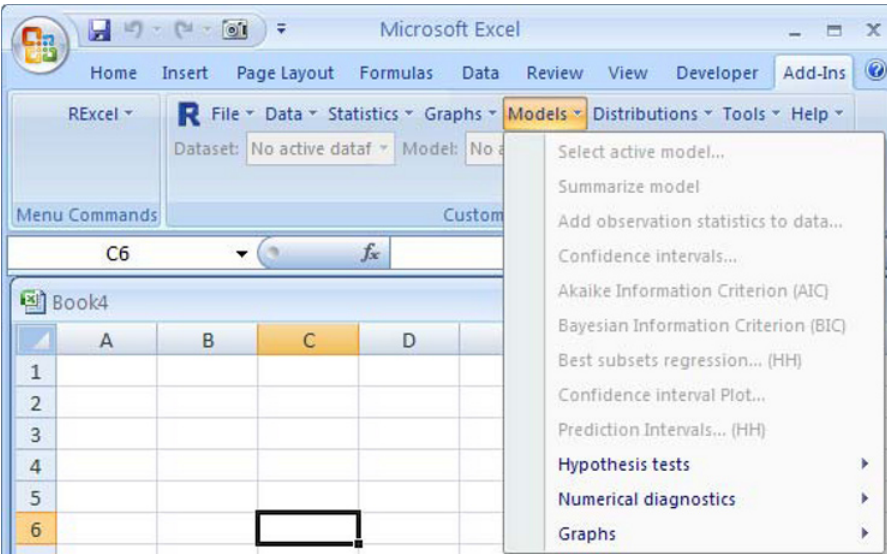 Microsoft Excel
Home Insert Page Layout Formulas Data Review View Developer Add-Ins
RExcel R File Data Statistics Graphs Models Distributions Tools Help
Dataset: No active dataf Model: No a
Menu Commands Custom
C6 fx
Book4
A B C D
1
2
3
4
5
6
Select active model...
Summarize model
Add observation statistics to data...
Confidence intervals...
Akaike Information Criterion (AIC)
Bayesian Information Criterion (BIC)
Best subsets regression... (HH)
Confidence interval Plot...
Prediction Intervals... (HH)
Hypothesis tests
Numerical diagnostics
Graphs